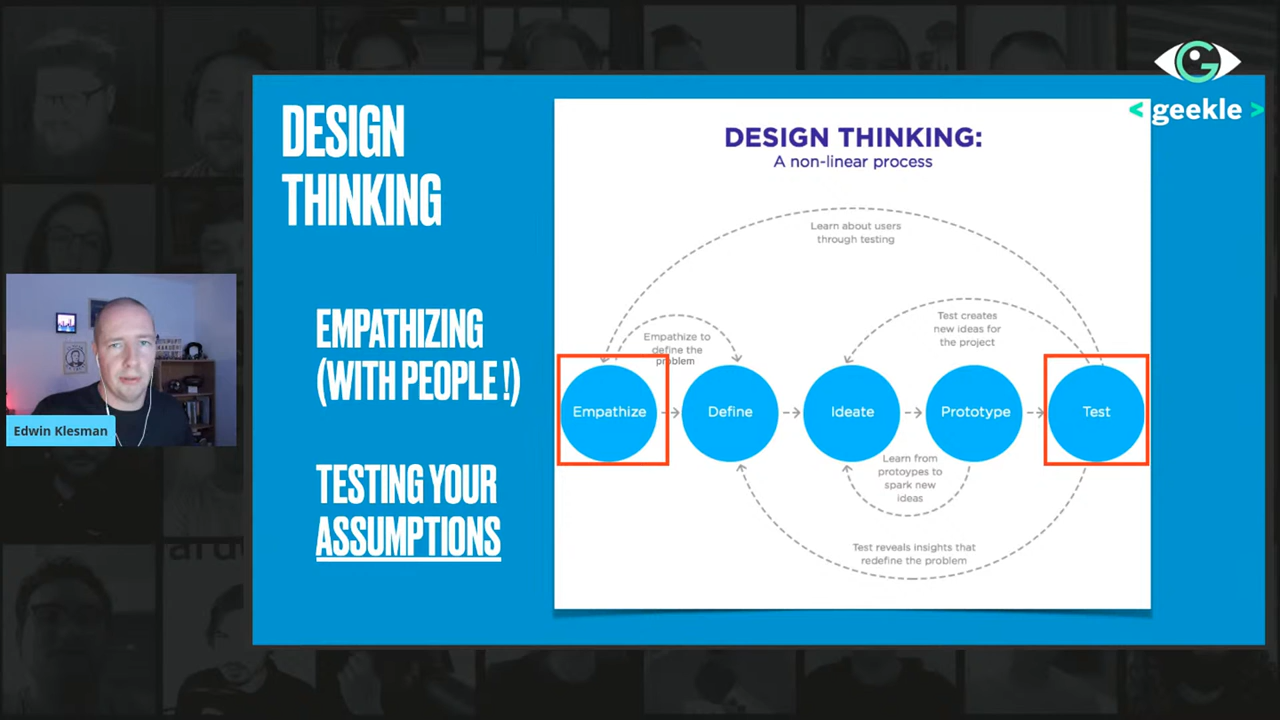 DESIGN
THINKING
EMPATHIZING
(WITH PEOPLE !)
TESTING YOUR
ASSUMPTIONS
DESIGN THINKING:
A non-linear process
Learn about users
through testing
Empathize to
define the
problem
Test creates
new ideas for
the project
Empathize
Define
Ideate
Prototype
Test
Learn from
protoypes to
spark new
ideas
Test reveals insights that
redefine the problem
Edwin Klesman
G
< geekle >